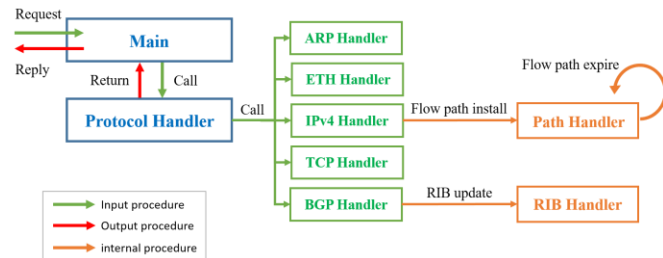 Request
Main
Reply
Return
Call
Protocol Handler
Call
ARP Handler
ETH Handler
IPv4 Handler
TCP Handler
BGP Handler
Flow path install
Flow path expire
Path Handler
RIB update
RIB Handler
Input procedure
Output procedure
internal procedure